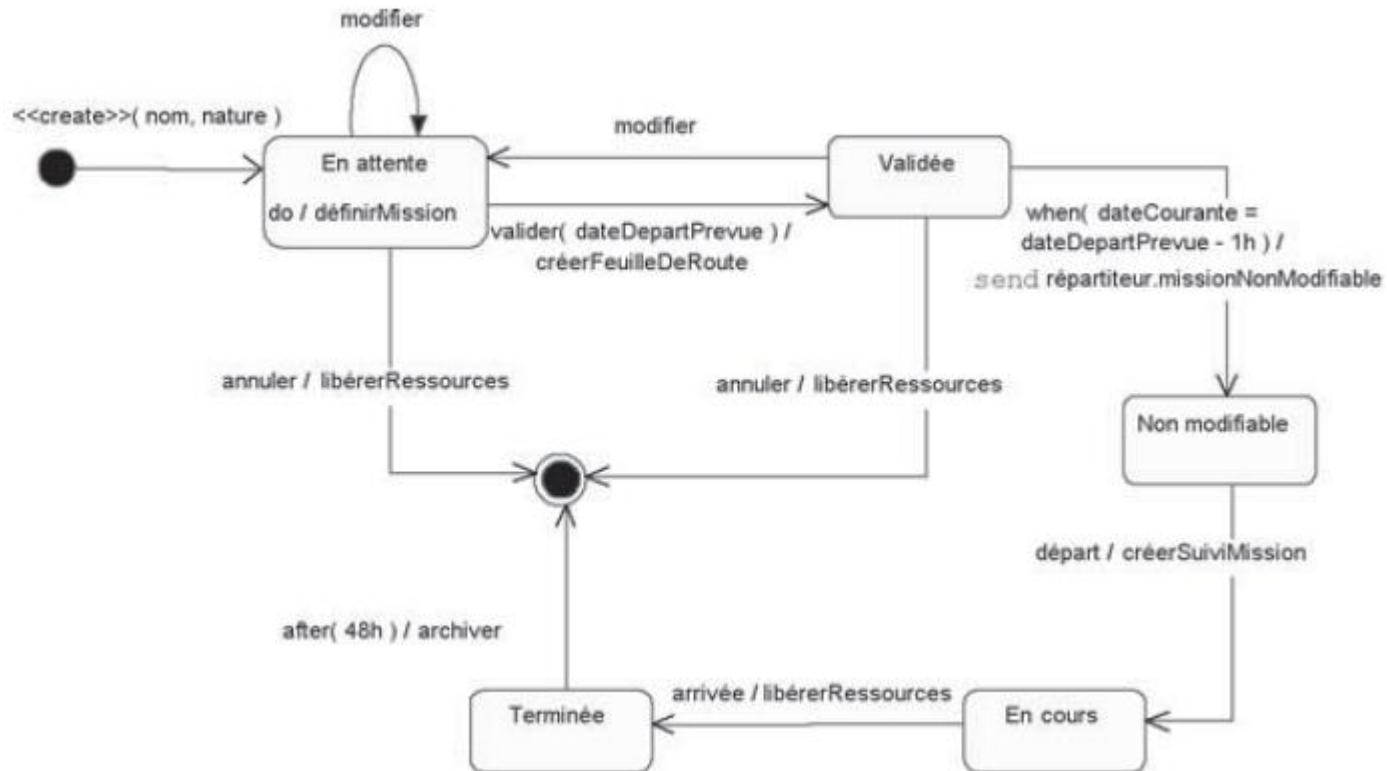 modifier
<<create>>( nom, nature )
modifier
En attente
Validée
do / définirMission
valider( dateDepartPrevue ) /
créerFeuilleDeRoute
when( dateCourante =
dateDepartPrevue - 1h ) /
send répartiteur.missionNonModifiable
annuler / libérerRessources
annuler / libérerRessources
Non modifiable
départ / créerSuiviMission
after( 48h ) / archiver
arrivée / libérerRessources
Terminée
En cours